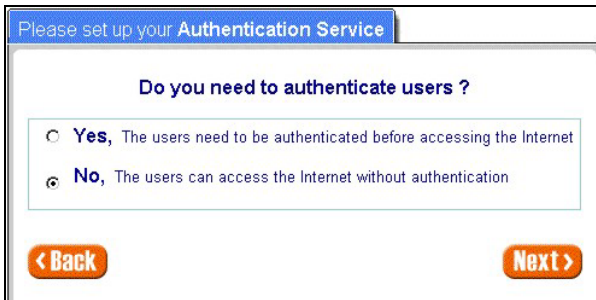 Please set up your Authentication Service
Do you need to authenticate users ?
Yes, The users need to be authenticated before accessing the Internet
No, The users can access the Internet without authentication
< Back
Next >